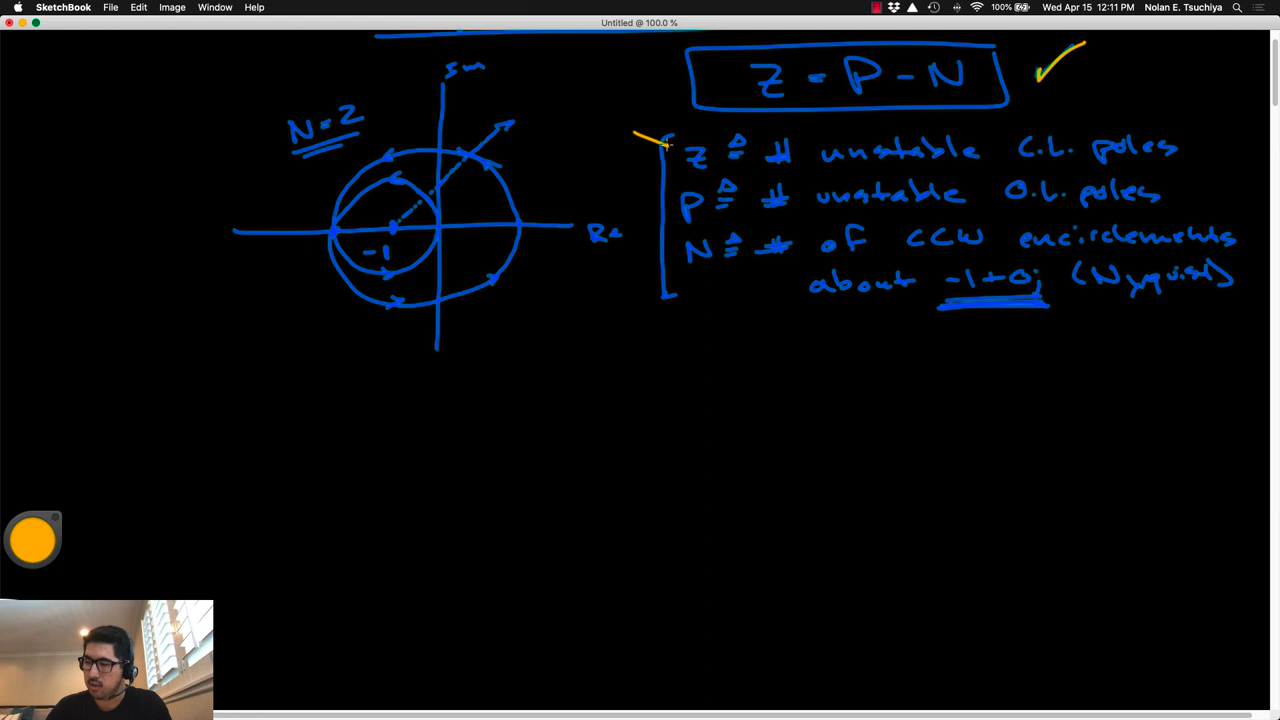 SketchBook File Edit Image Window Help 100% Wed Apr 15 12:11 PM Nolan E. Tsuchiya
Untitled @ 100.0 %
Im
Z = P - N
N = 2
Z ≜ # unstable C.L. poles
P ≜ # unstable O.L. poles
Re
N ≜ # of CCW encirclements
-1
about -1+0j (Nyquist)